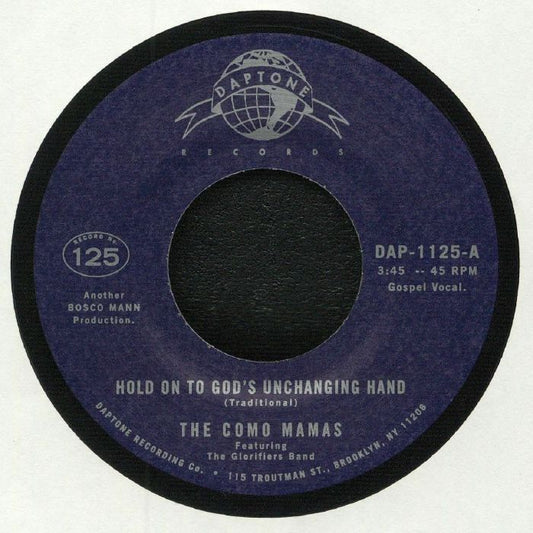 DAPTONE
RECORDS
RECORD No.
125
Another
BOSCO MANN
Production.
DAP-1125-A
3:45 -- 45 RPM
Gospel Vocal.
HOLD ON TO GOD'S UNCHANGING HAND
(Traditional)
THE COMO MAMAS
Featuring
The Glorifiers Band
DAPTONE RECORDING Co. • 115 TROUTMAN ST., BROOKLYN, NY 11206